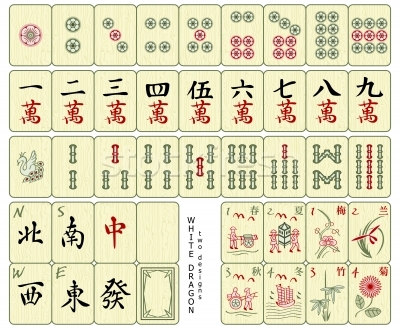 一 二 三 四 伍 六 七 八 九
萬 萬 萬 萬 萬 萬 萬 萬 萬
N S
北 南 中
W E
西 東 發
WHITE DRAGON
two designs
1 春 2 夏 1 梅 2 兰
3 秋 4 冬 3 竹 4 菊